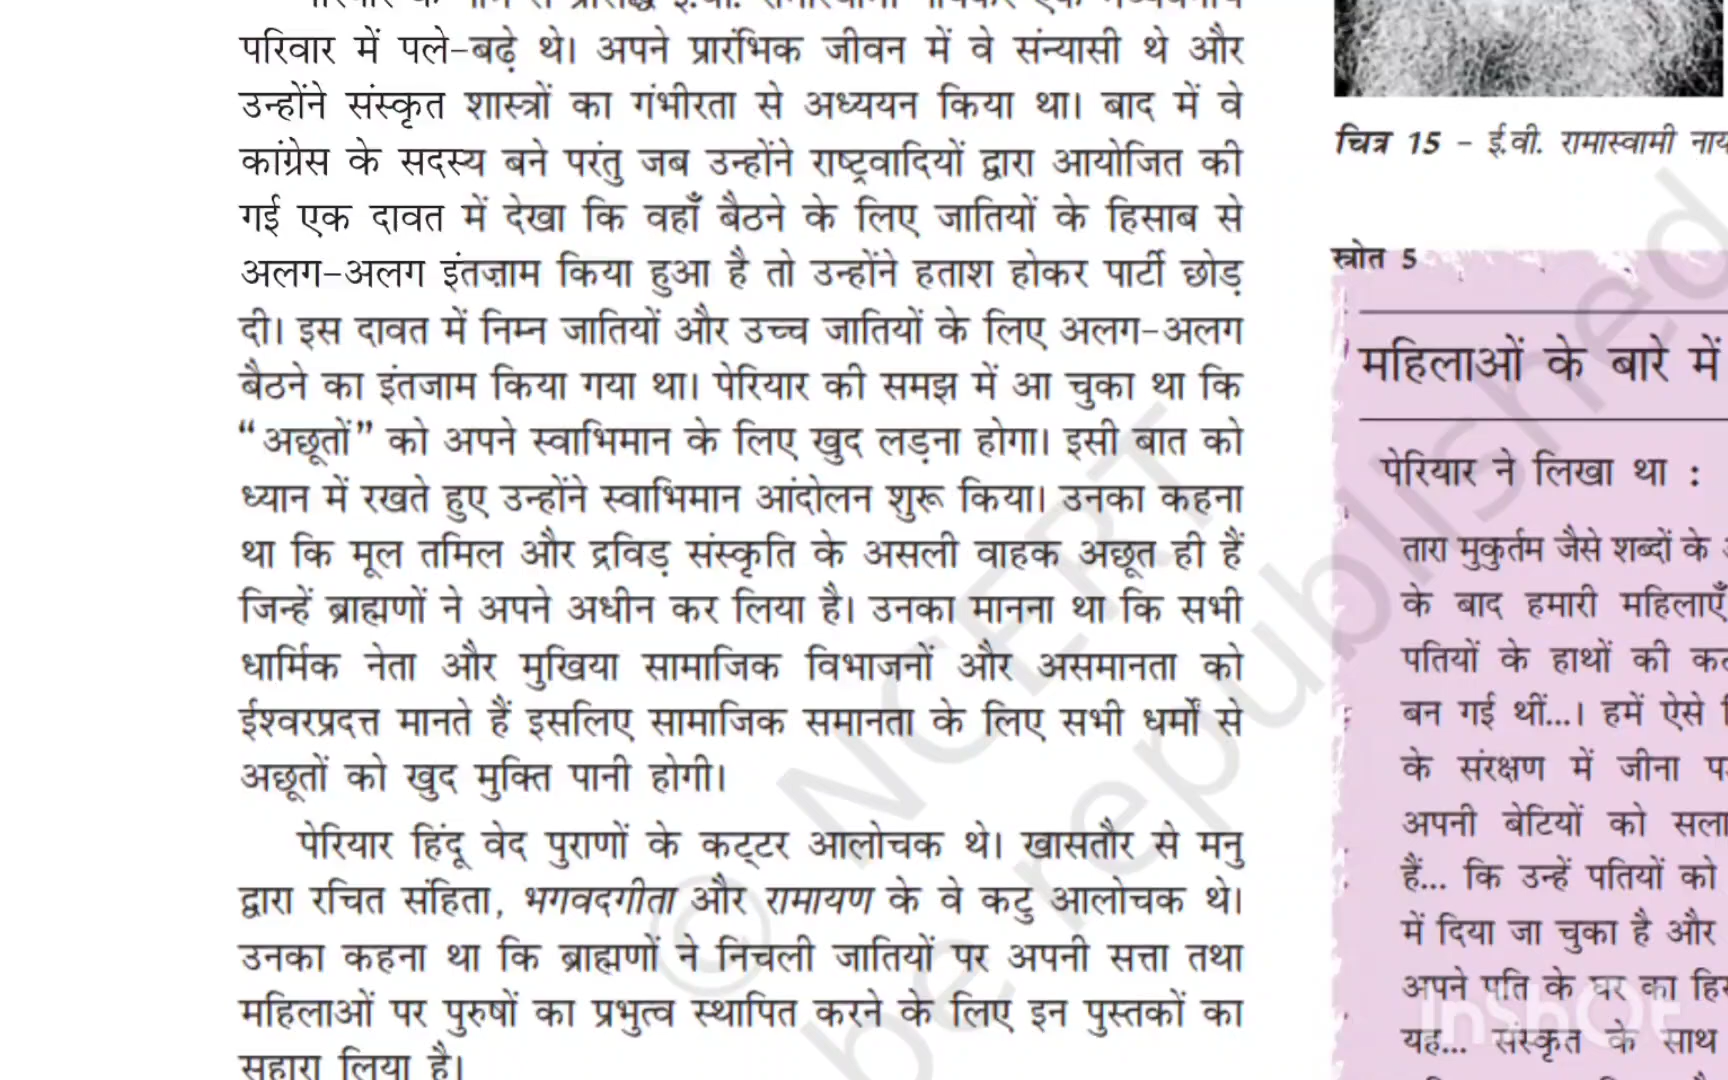 परिवार में पले-बढ़े थे। अपने प्रारंभिक जीवन में वे संन्यासी थे और
उन्होंने संस्कृत शास्त्रों का गंभीरता से अध्ययन किया था। बाद में वे
कांग्रेस के सदस्य बने परंतु जब उन्होंने राष्ट्रवादियों द्वारा आयोजित की
गई एक दावत में देखा कि वहाँ बैठने के लिए जातियों के हिसाब से
अलग-अलग इंतज़ाम किया हुआ है तो उन्होंने हताश होकर पार्टी छोड़
दी। इस दावत में निम्न जातियों और उच्च जातियों के लिए अलग-अलग
बैठने का इंतजाम किया गया था। पेरियार की समझ में आ चुका था कि
“अछूतों” को अपने स्वाभिमान के लिए खुद लड़ना होगा। इसी बात को
ध्यान में रखते हुए उन्होंने स्वाभिमान आंदोलन शुरू किया। उनका कहना
था कि मूल तमिल और द्रविड़ संस्कृति के असली वाहक अछूत ही हैं
जिन्हें ब्राह्मणों ने अपने अधीन कर लिया है। उनका मानना था कि सभी
धार्मिक नेता और मुखिया सामाजिक विभाजनों और असमानता को
ईश्वरप्रदत्त मानते हैं इसलिए सामाजिक समानता के लिए सभी धर्मों से
अछूतों को खुद मुक्ति पानी होगी।
पेरियार हिंदू वेद पुराणों के कट्टर आलोचक थे। खासतौर से मनु
द्वारा रचित संहिता, भगवदगीता और रामायण के वे कटु आलोचक थे।
उनका कहना था कि ब्राह्मणों ने निचली जातियों पर अपनी सत्ता तथा
महिलाओं पर पुरुषों का प्रभुत्व स्थापित करने के लिए इन पुस्तकों का
सहारा लिया है।
चित्र 15 – ई.वी. रामास्वामी
स्रोत 5
महिलाओं के बारे में
पेरियार ने लिखा था :
तारा मुकुर्तम जैसे शब्दों के
के बाद हमारी महिलाएँ
पतियों के हाथों की
बन गई थीं...। हमें ऐसे
के संरक्षण में जीना
अपनी बेटियों को
हैं... कि उन्हें पतियों को
में दिया जा चुका है और
अपने पति के घर का
यह... संस्कृत के साथ
© NCERT
be republished
InShOt